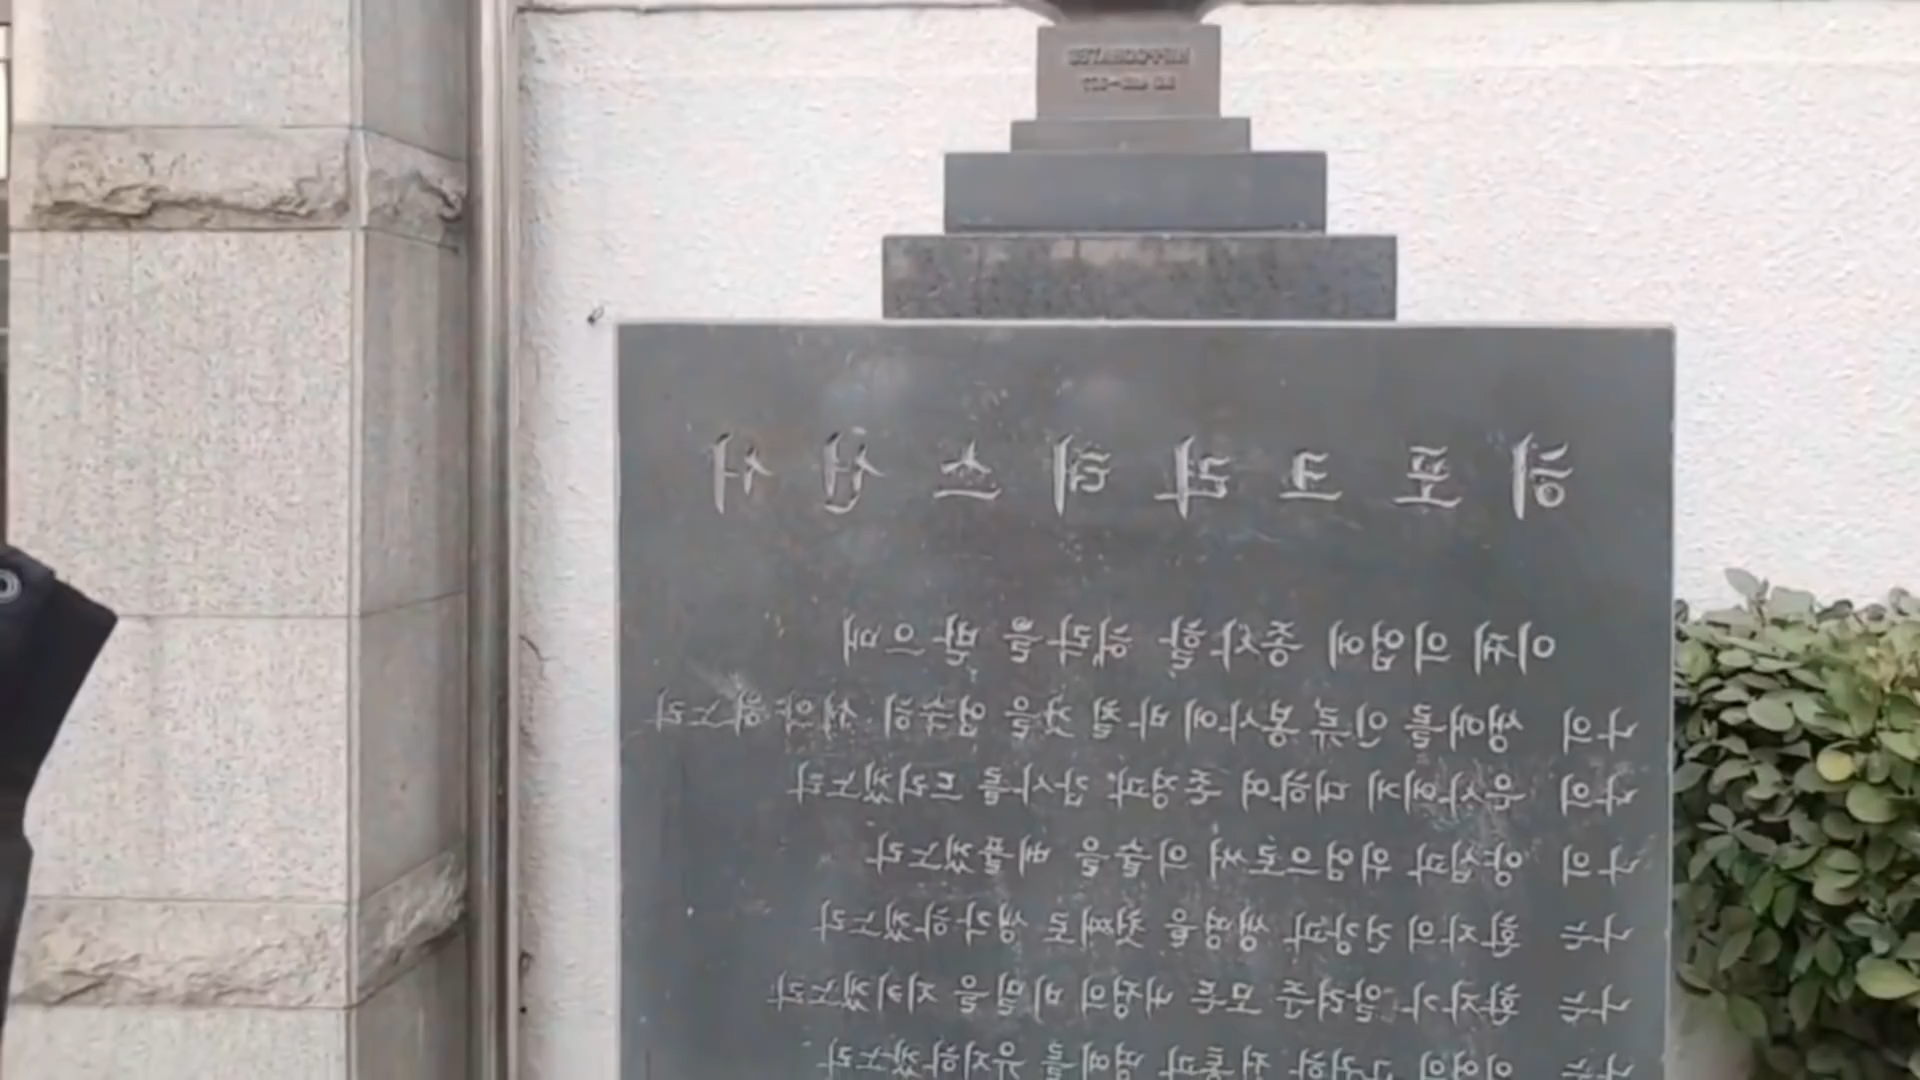 히포크라테스 선서
이제 의업에 종사할 허락을 받으매
나의 생애를 인류 봉사에 바칠 것을 엄숙히 서약하노라
나의 은사에게 대하여 존경과 감사를 드리겠노라
나의 양심과 위엄으로서 의술을 베풀겠노라
나는 환자의 건강과 생명을 첫째로 생각하겠노라
나는 환자가 알려준 모든 내정의 비밀을 지키겠노라
나는 의업의 고귀한 전통과 명예를 유지하겠노라